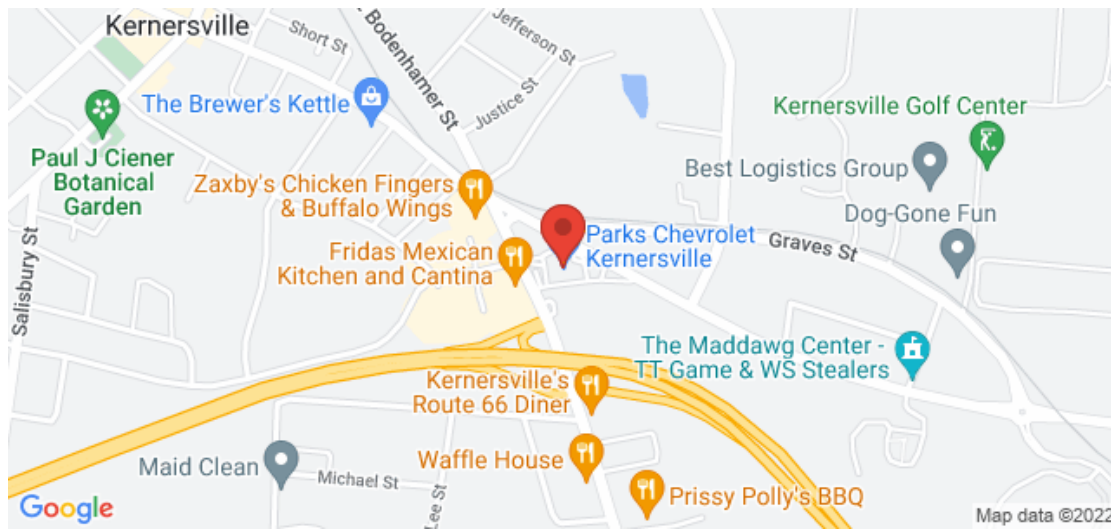 Kernersville
Short St
Bodenhamer St
Jefferson St
Justice St
The Brewer's Kettle
Kernersville Golf Center
Paul J Ciener
Botanical
Garden
Best Logistics Group
Zaxby's Chicken Fingers
& Buffalo Wings
Dog-Gone Fun
Parks Chevrolet
Kernersville
Graves St
Fridas Mexican
Kitchen and Cantina
Salisbury St
The Maddawg Center -
TT Game & WS Stealers
Kernersville's
Route 66 Diner
Waffle House
Maid Clean
Michael St
Lee St
Prissy Polly's BBQ
Google
Map data ©2022